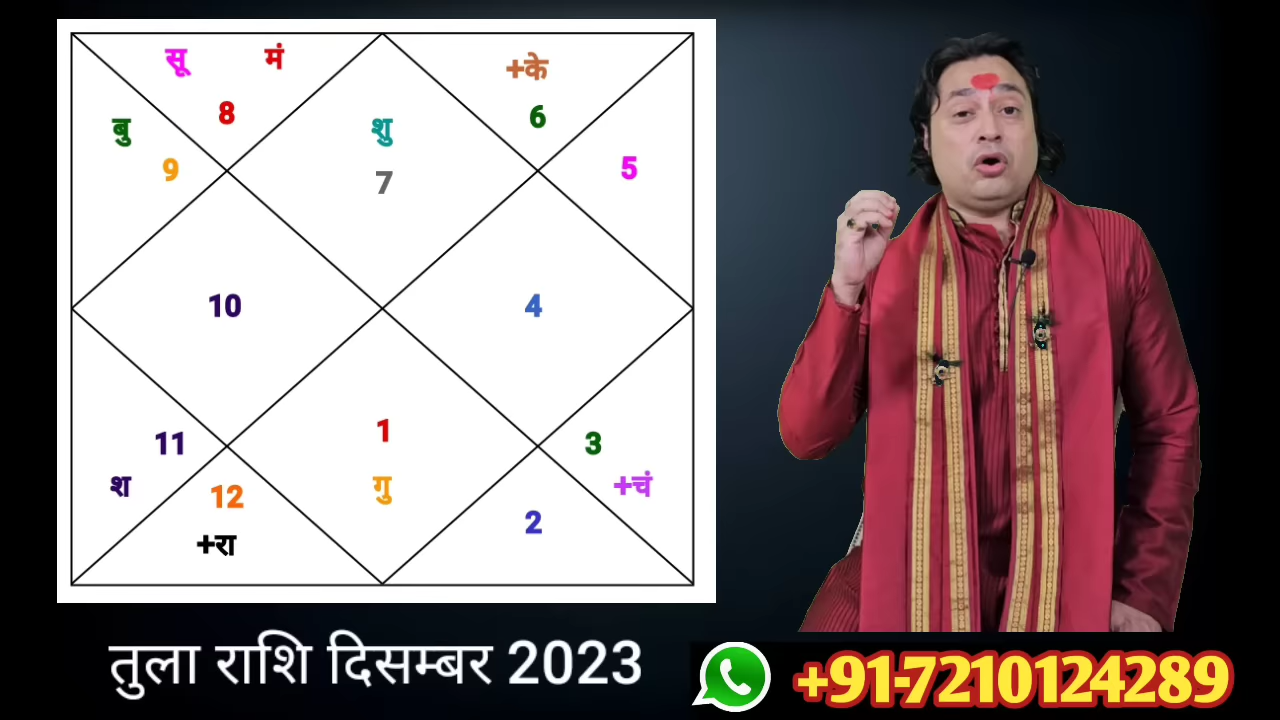 सू मं
+के
8
बु
शु
6
9
7
5
10
4
11
1
3
श
12
गु
+चं
+रा
2
तुला राशि दिसम्बर 2023
+91-7210124289